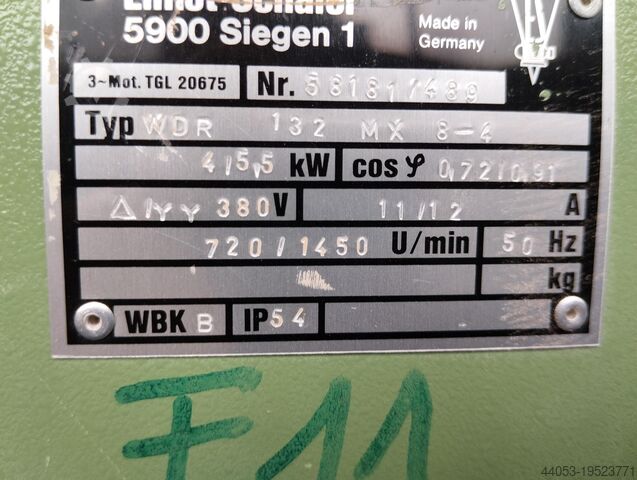 5900 Siegen 1
Made in
Germany
3~Mot. TGL 20675 Nr. 58181/489
Typ WDR 132 MX 8-4
4/5,5 kW cos φ 0,72/0,91
△/YY 380V 11/12 A
720/1450 U/min 50 Hz
kg
WBK B IP54
F11
44053-19523771